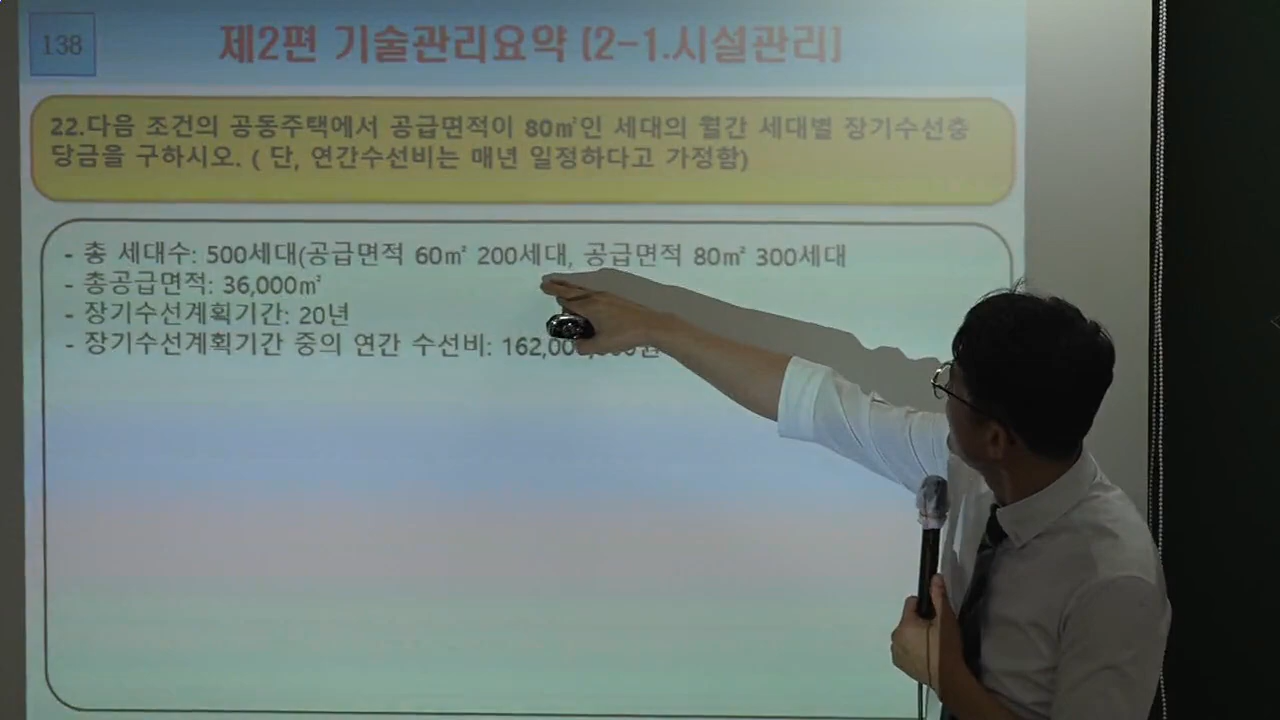 138
제2편 기술관리요약 [2-1.시설관리]
22.다음 조건의 공동주택에서 공급면적이 80㎡인 세대의 월간 세대별 장기수선충
당금을 구하시오. ( 단, 연간수선비는 매년 일정하다고 가정함)
- 총 세대수: 500세대(공급면적 60㎡ 200세대, 공급면적 80㎡ 300세대
- 총공급면적: 36,000㎡
- 장기수선계획기간: 20년
- 장기수선계획기간 중의 연간 수선비: